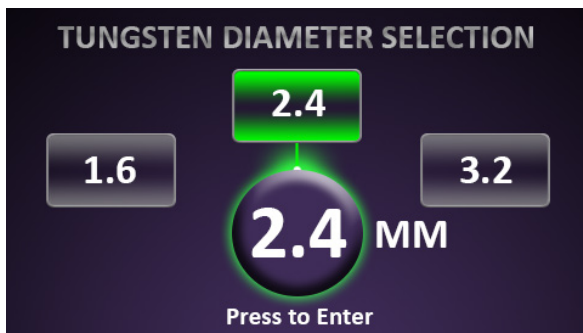 TUNGSTEN DIAMETER SELECTION
2.4
1.6
3.2
2.4 MM
Press to Enter